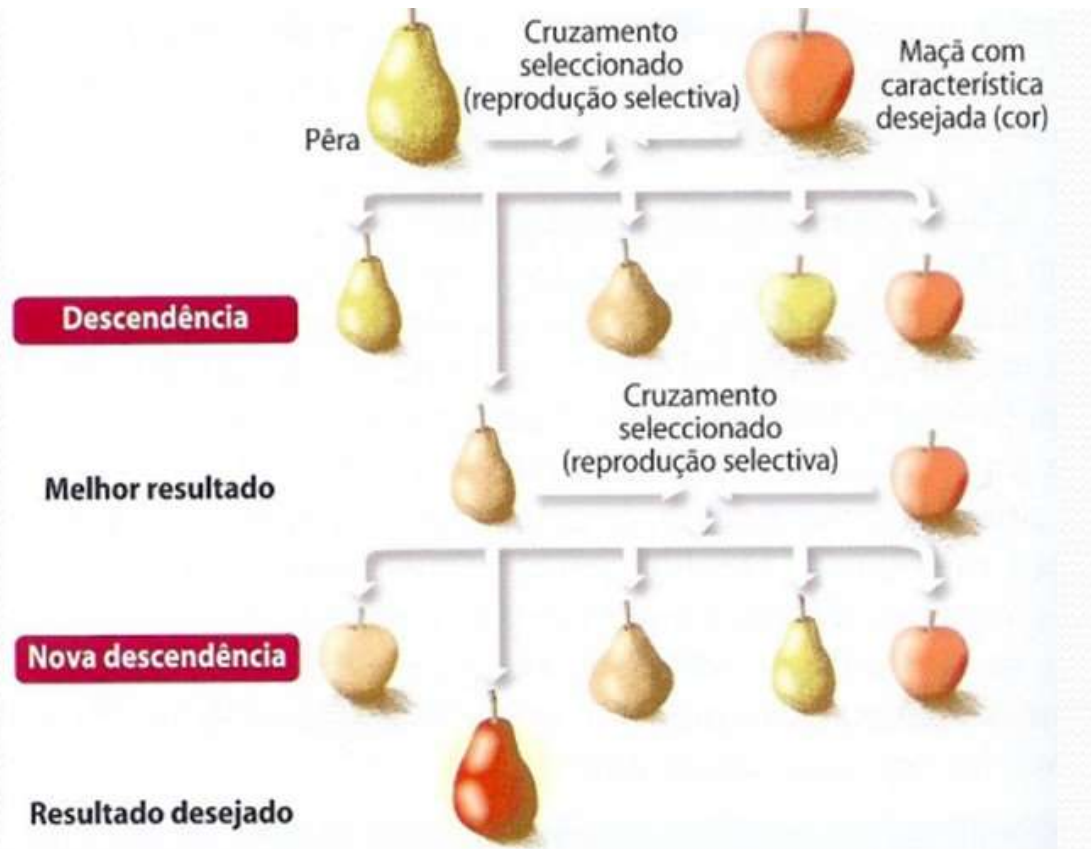 Cruzamento
seleccionado
(reprodução selectiva)
Maçã com
característica
desejada (cor)
Pêra
Descendência
Cruzamento
seleccionado
(reprodução selectiva)
Melhor resultado
Nova descendência
Resultado desejado